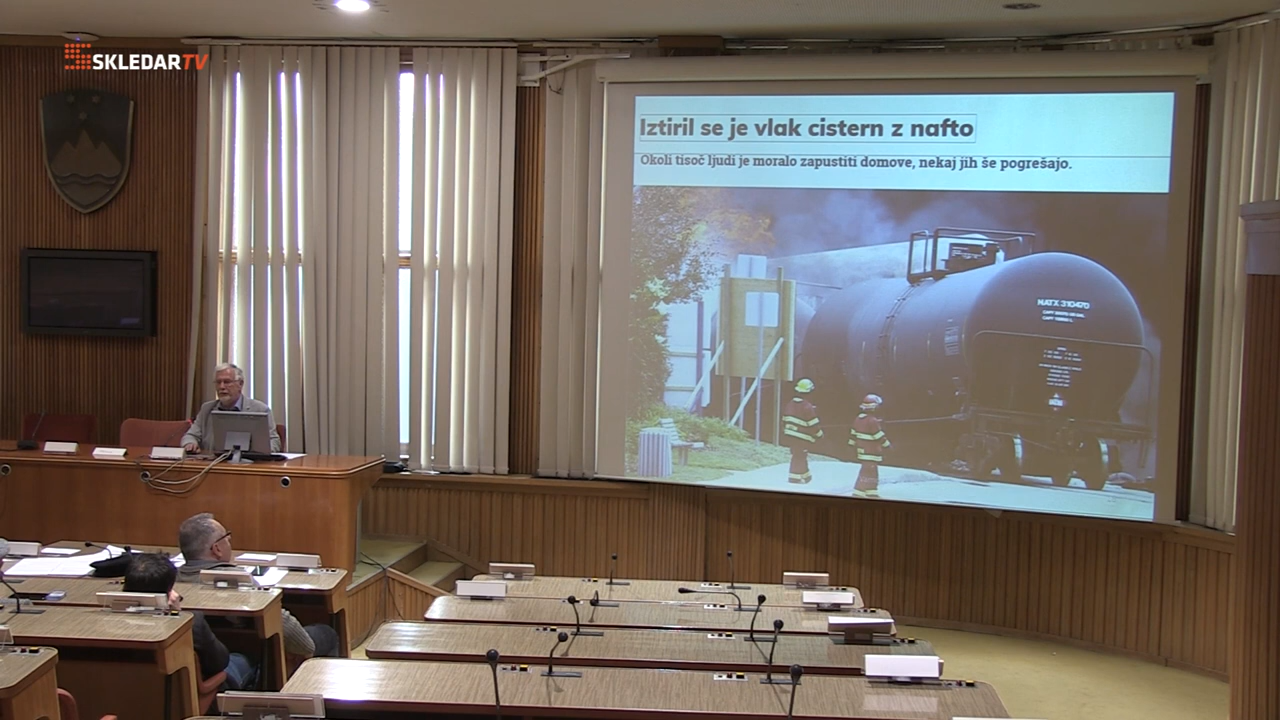 SKLEDARTV
Iztiril se je vlak cistern z nafto
Okoli tisoč ljudi je moralo zapustiti domove, nekaj jih še pogrešajo.
NATX 310470